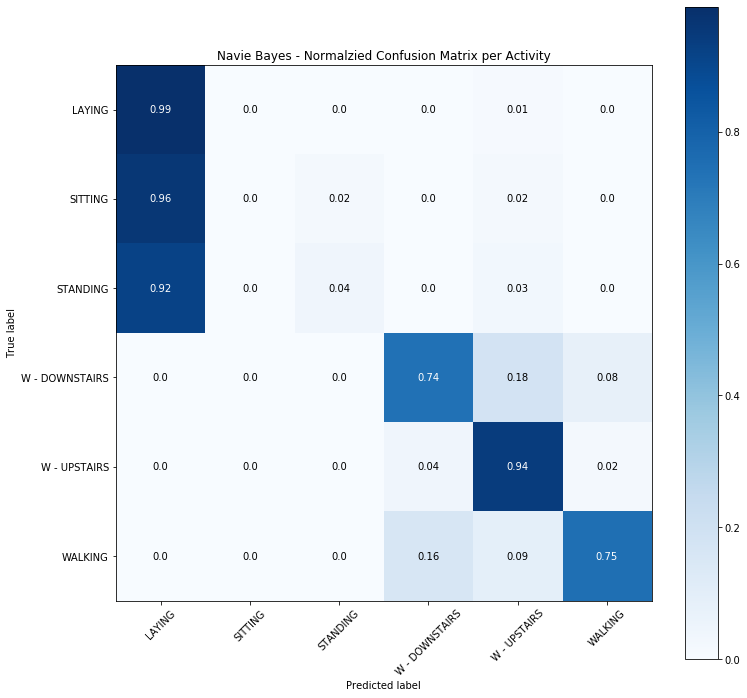 Navie Bayes - Normalzied Confusion Matrix per Activity
True label
LAYING 0.99 0.0 0.0 0.0 0.01 0.0
SITTING 0.96 0.0 0.02 0.0 0.02 0.0
STANDING 0.92 0.0 0.04 0.0 0.03 0.0
W - DOWNSTAIRS 0.0 0.0 0.0 0.74 0.18 0.08
W - UPSTAIRS 0.0 0.0 0.0 0.04 0.94 0.02
WALKING 0.0 0.0 0.0 0.16 0.09 0.75
LAYING SITTING STANDING W - DOWNSTAIRS W - UPSTAIRS WALKING
Predicted label
0.8
0.6
0.4
0.2
0.0